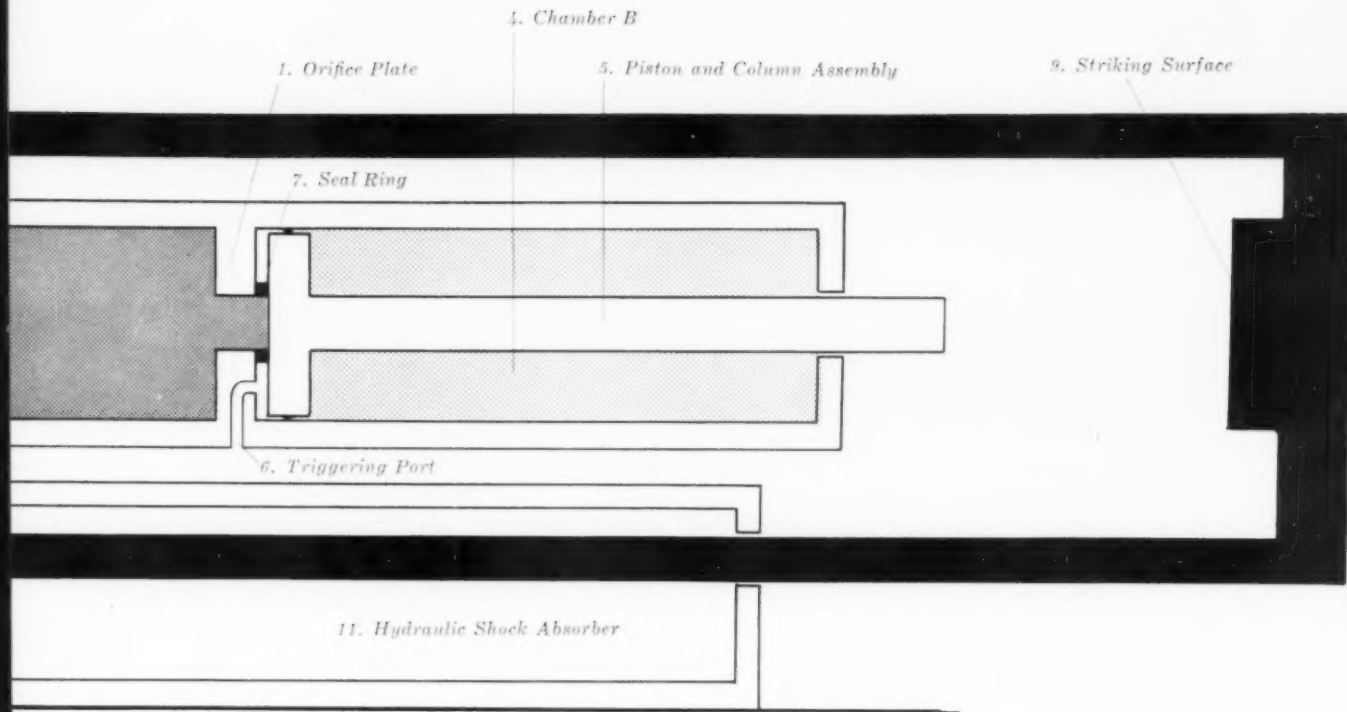 4. Chamber B
1. Orifice Plate
5. Piston and Column Assembly
9. Striking Surface
7. Seal Ring
6. Triggering Port
11. Hydraulic Shock Absorber